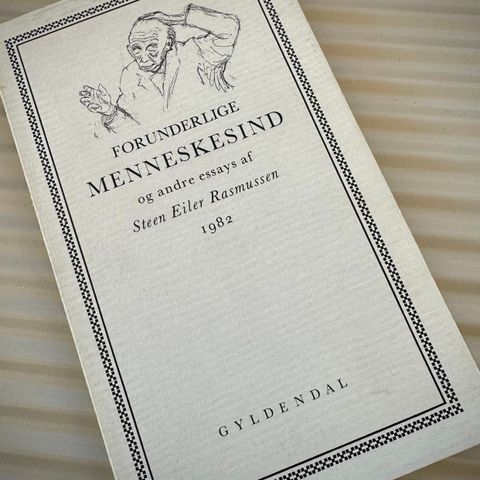 FORUNDERLIGE
MENNESKESIND
og andre essays af
Steen Eiler Rasmussen
1982
GYLDENDAL